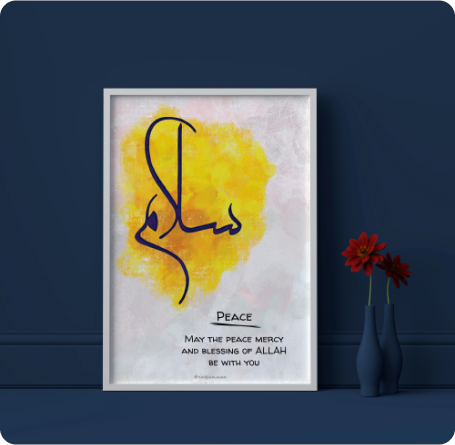 سلام
PEACE
MAY THE PEACE MERCY
AND BLESSING OF ALLAH
BE WITH YOU